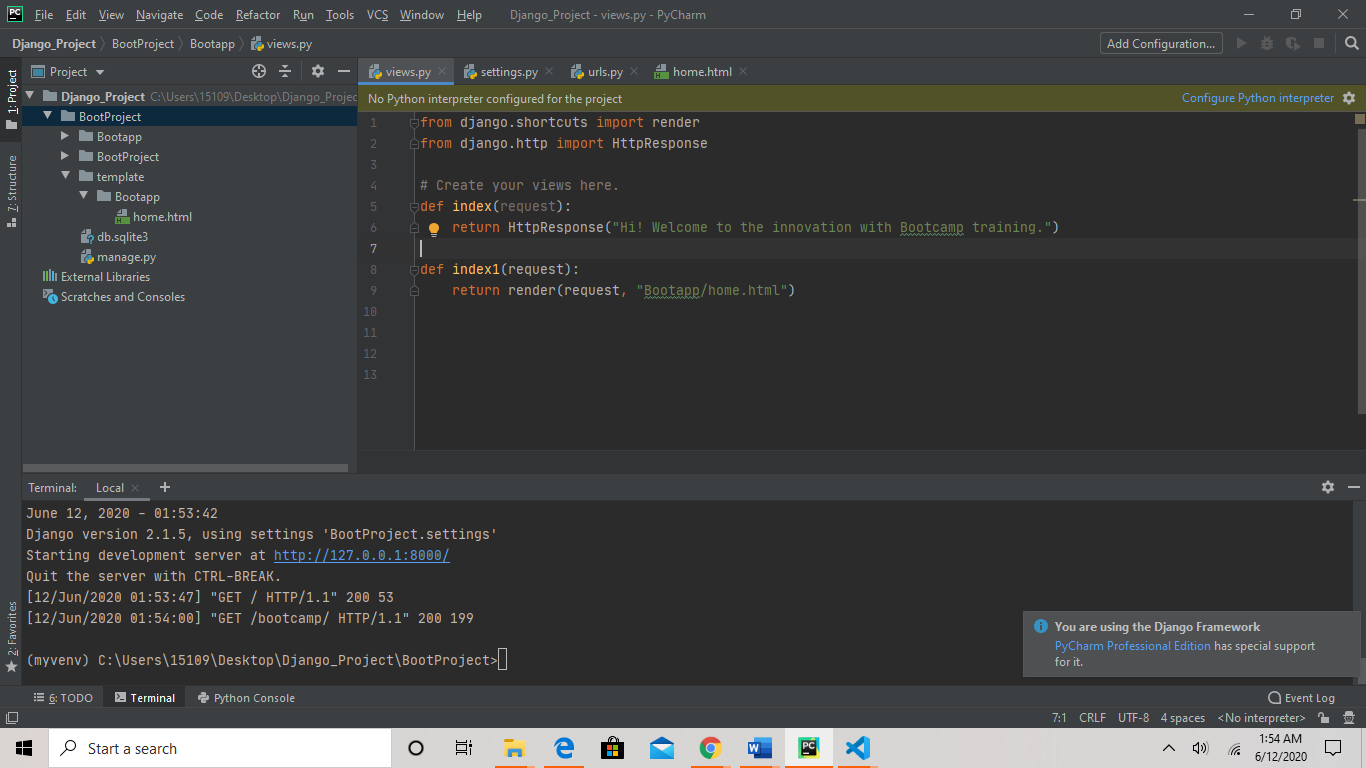 PC File Edit View Navigate Code Refactor Run Tools VCS Window Help Django_Project - views.py - PyCharm
Django_Project BootProject Bootapp views.py Add Configuration...
Project views.py settings.py urls.py home.html
1: Project
7: Structure
2: Favorites
Django_Project C:\Users\15109\Desktop\Django_Projec
BootProject
Bootapp
BootProject
template
Bootapp
home.html
db.sqlite3
manage.py
External Libraries
Scratches and Consoles
No Python interpreter configured for the project Configure Python interpreter
1 from django.shortcuts import render
2 from django.http import HttpResponse
3
4 # Create your views here.
5 def index(request):
6 return HttpResponse("Hi! Welcome to the innovation with Bootcamp training.")
7
8 def index1(request):
9 return render(request, "Bootapp/home.html")
10
11
12
13
Terminal: Local +
June 12, 2020 - 01:53:42
Django version 2.1.5, using settings 'BootProject.settings'
Starting development server at http://127.0.0.1:8000/
Quit the server with CTRL-BREAK.
[12/Jun/2020 01:53:47] "GET / HTTP/1.1" 200 53
[12/Jun/2020 01:54:00] "GET /bootcamp/ HTTP/1.1" 200 199
(myvenv) C:\Users\15109\Desktop\Django_Project\BootProject>
You are using the Django Framework
PyCharm Professional Edition has special support
for it.
6: TODO Terminal Python Console Event Log
7:1 CRLF UTF-8 4 spaces <No interpreter>
Start a search
1:54 AM
6/12/2020